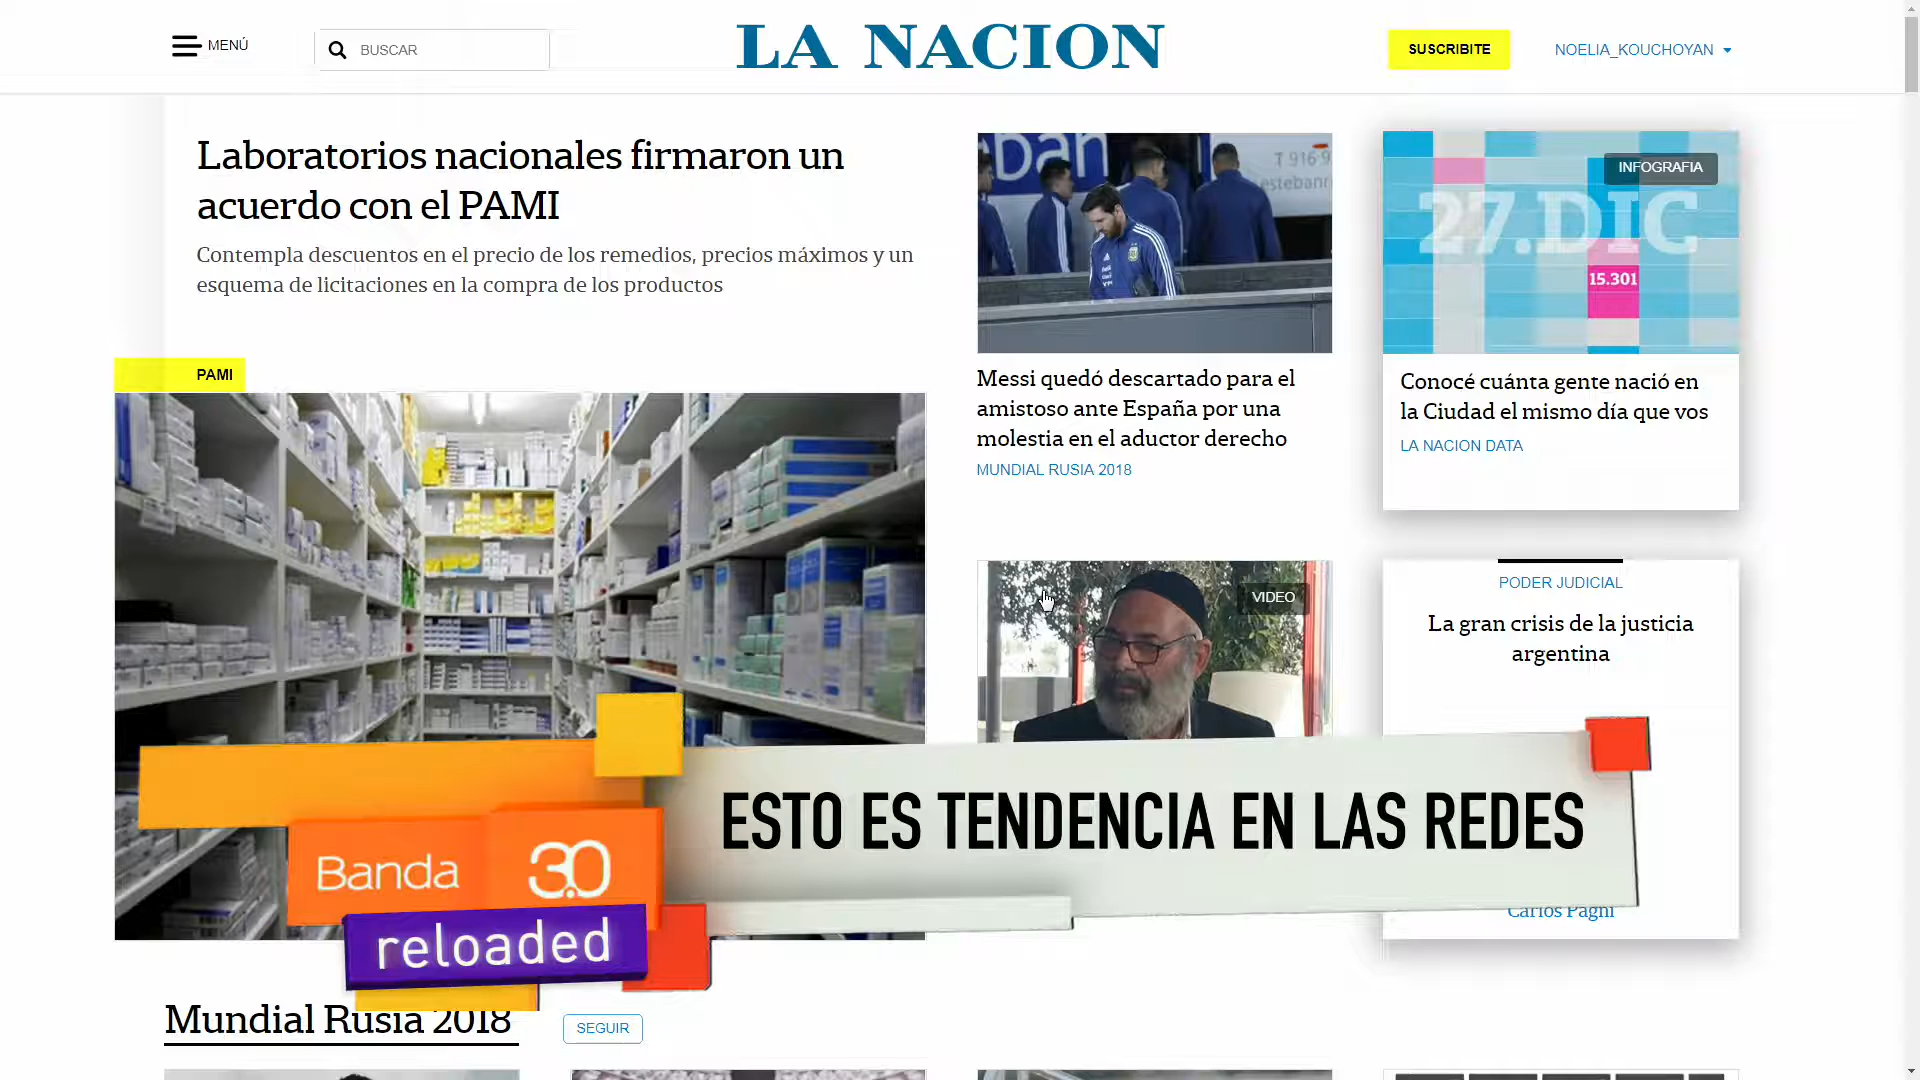 MENÚ
BUSCAR
LA NACION
SUSCRIBITE
NOELIA_KOUCHOYAN
Laboratorios nacionales firmaron un
acuerdo con el PAMI
Contempla descuentos en el precio de los remedios, precios máximos y un
esquema de licitaciones en la compra de los productos
PAMI
ban
T 916 9
estebanr
Messi quedó descartado para el
amistoso ante España por una
molestia en el aductor derecho
MUNDIAL RUSIA 2018
INFOGRAFIA
27.DIC
15.301
Conocé cuánta gente nació en
la Ciudad el mismo día que vos
LA NACION DATA
VIDEO
PODER JUDICIAL
La gran crisis de la justicia
argentina
Carlos Pagni
ESTO ES TENDENCIA EN LAS REDES
Banda 3.0
reloaded
Mundial Rusia 2018
SEGUIR